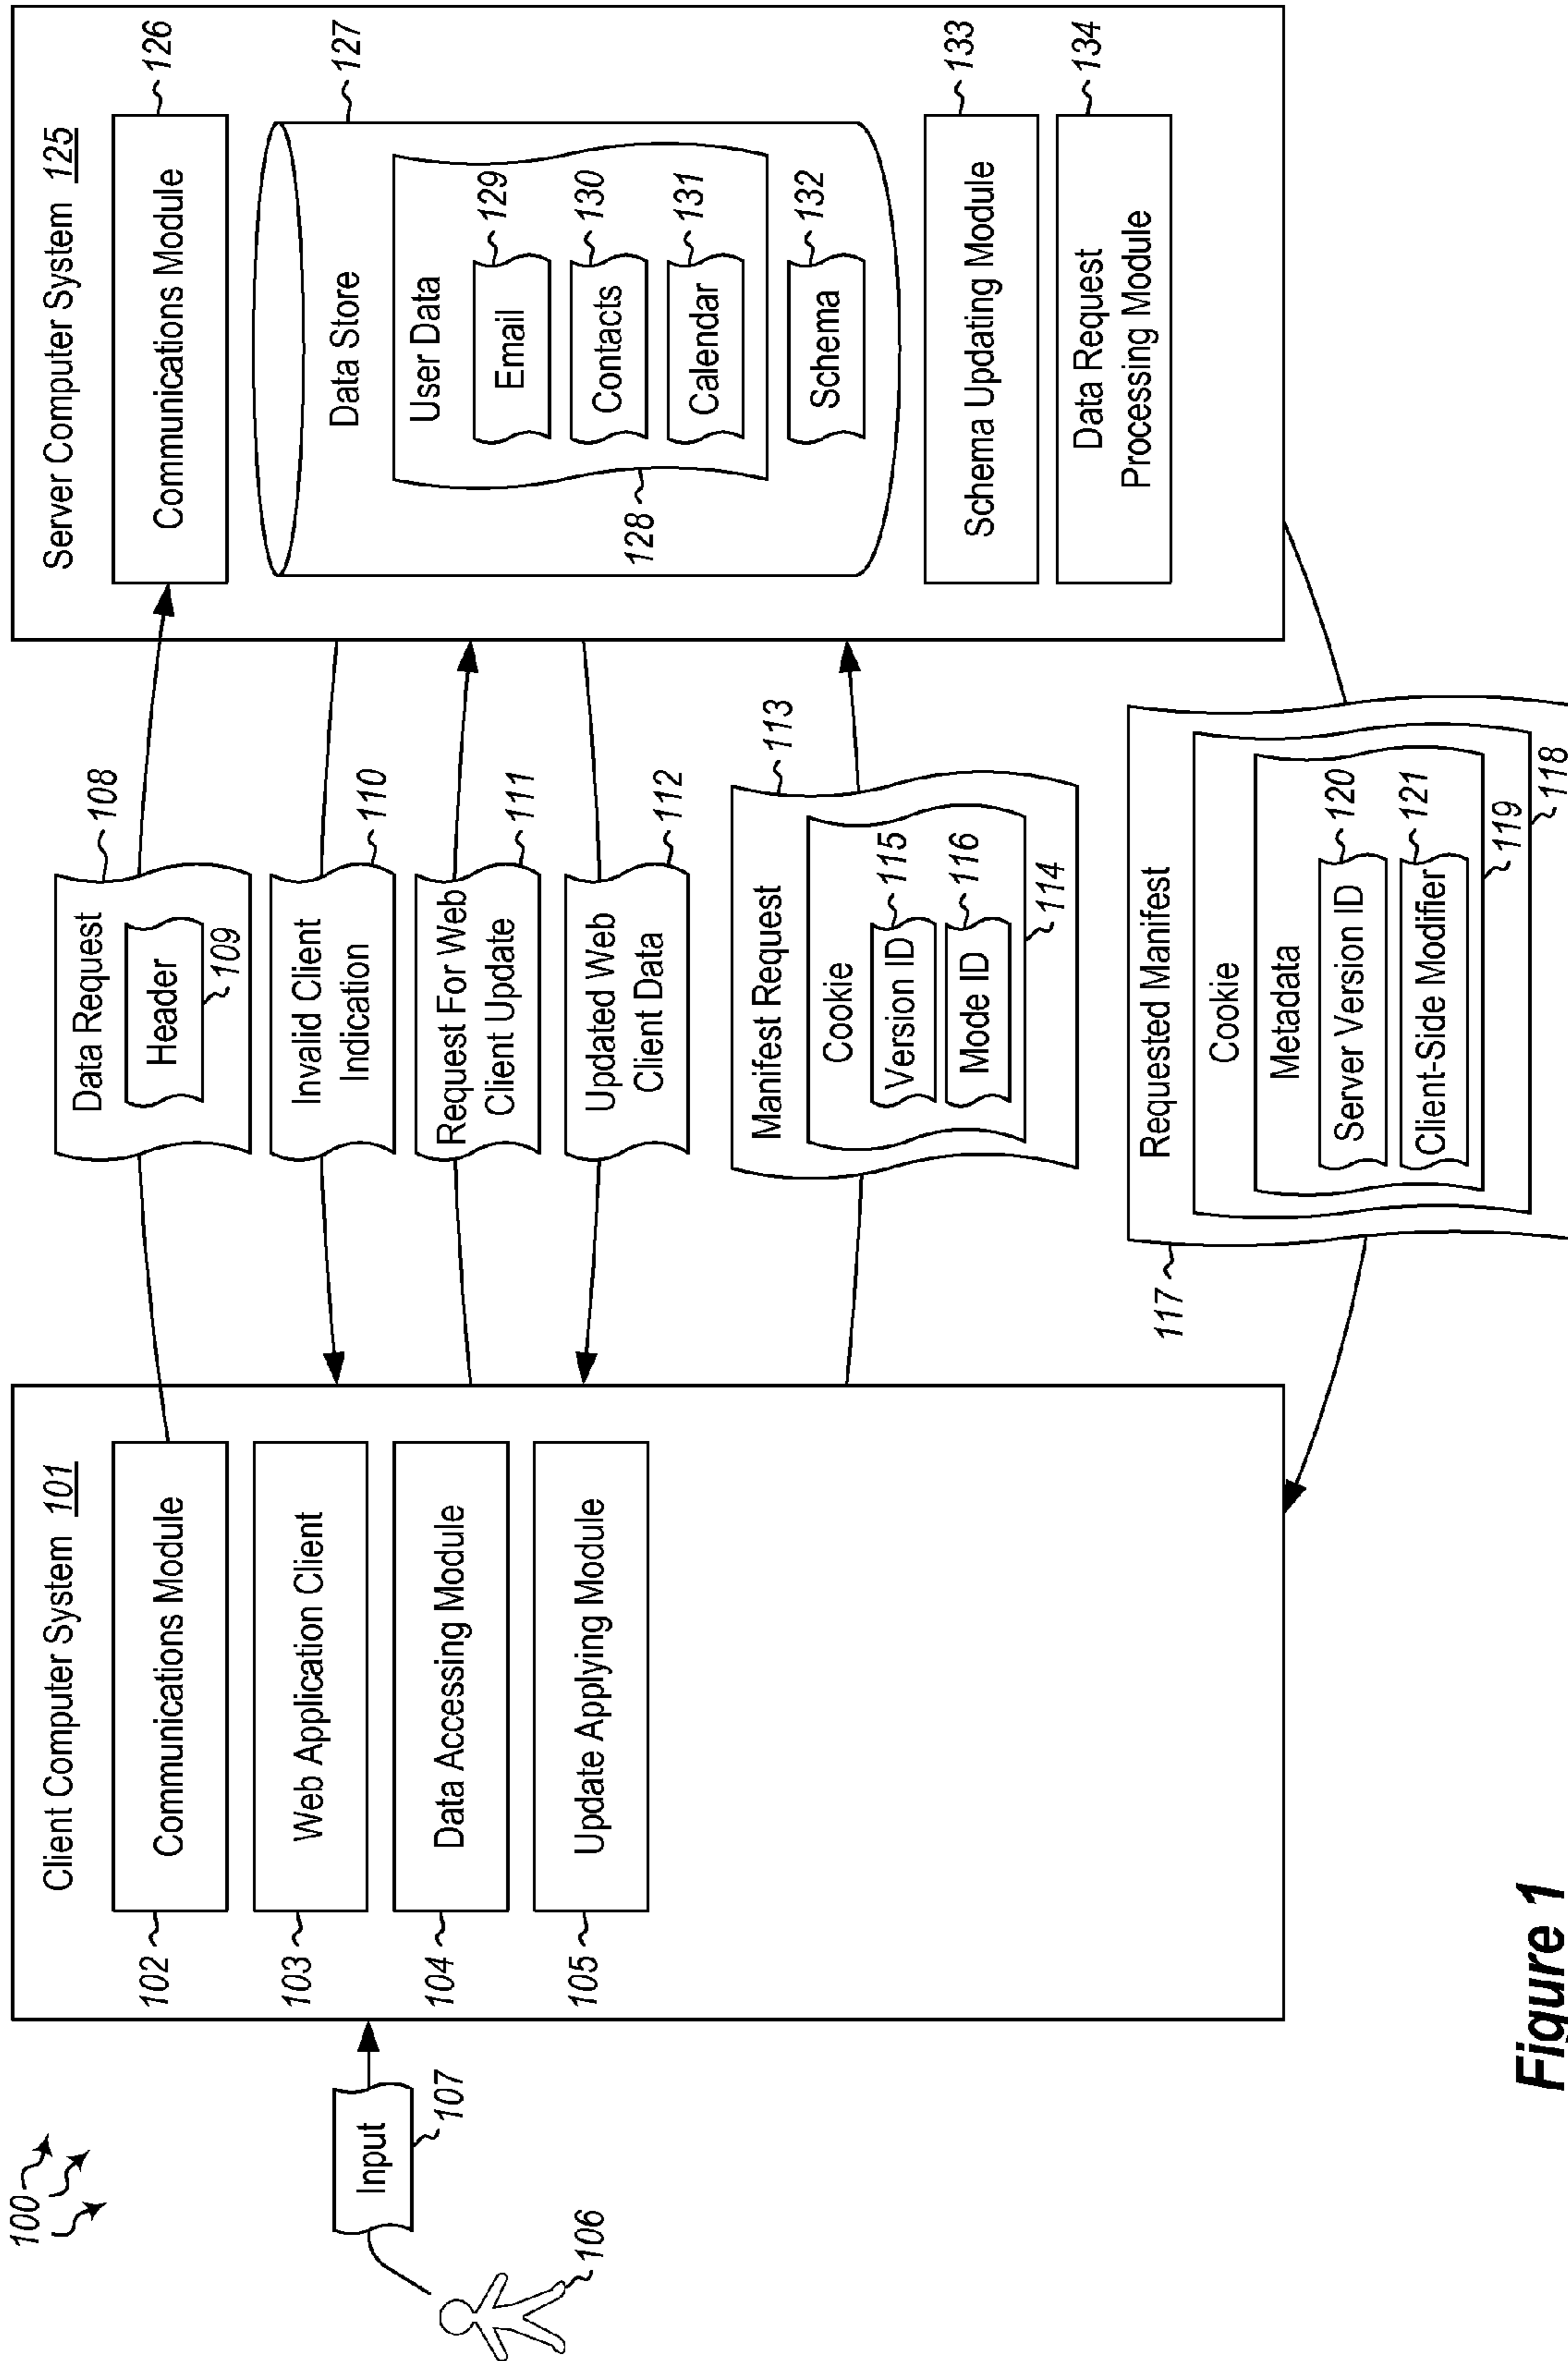 100
106
Input
107
Client Computer System 101
Communications Module
102
Web Application Client
103
Data Accessing Module
104
Update Applying Module
105
Data Request
108
Header
109
Invalid Client
Indication
110
Request For Web
Client Update
111
Updated Web
Client Data
112
Manifest Request
113
Cookie
Version ID
115
Mode ID
116
114
Requested Manifest
117
Cookie
Metadata
Server Version ID
120
Client-Side Modifier
121
119
118
Server Computer System 125
Communications Module
126
127
Data Store
User Data
128
Email
129
Contacts
130
Calendar
131
Schema
132
Schema Updating Module
133
Data Request
Processing Module
134
Figure 1